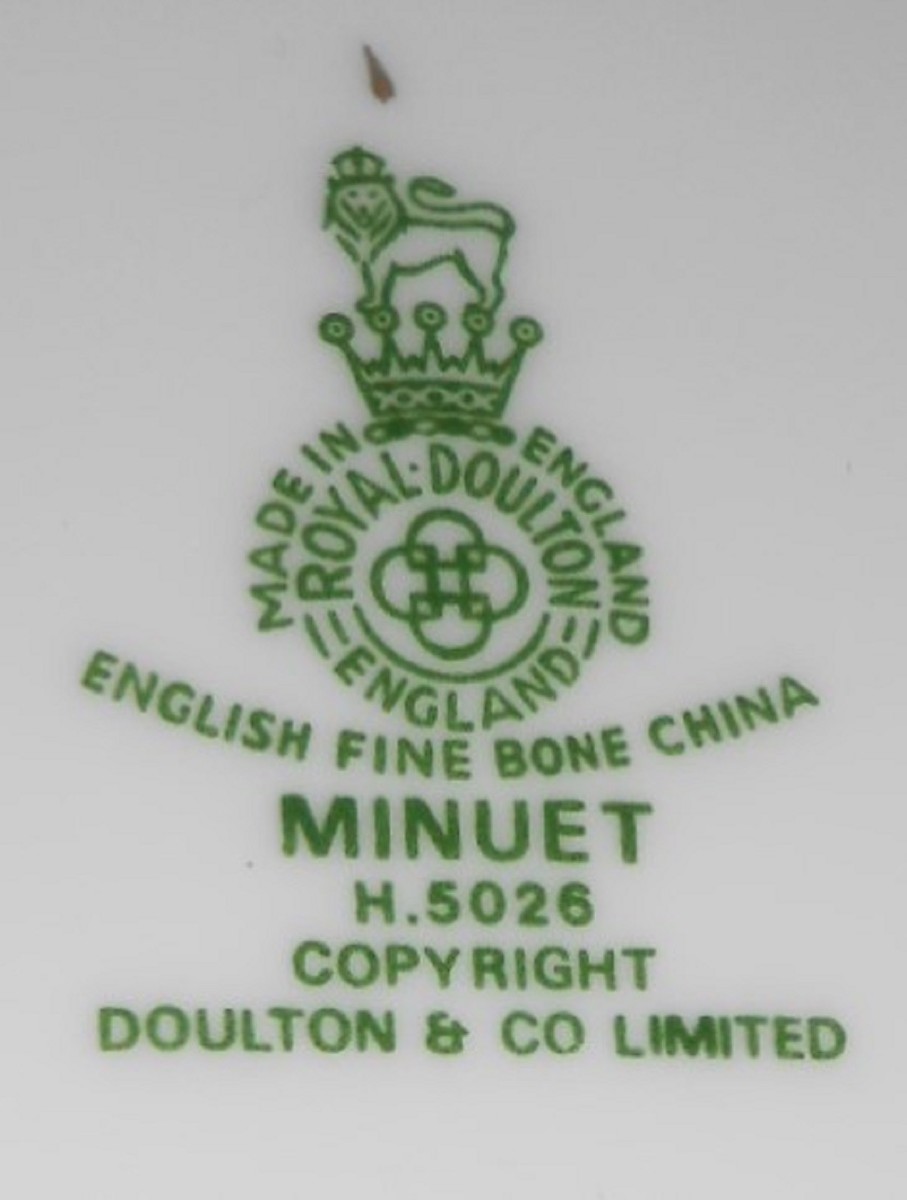 MADE IN ENGLAND
ROYAL·DOULTON
ENGLAND
ENGLISH FINE BONE CHINA
MINUET
H.5026
COPYRIGHT
DOULTON & CO LIMITED